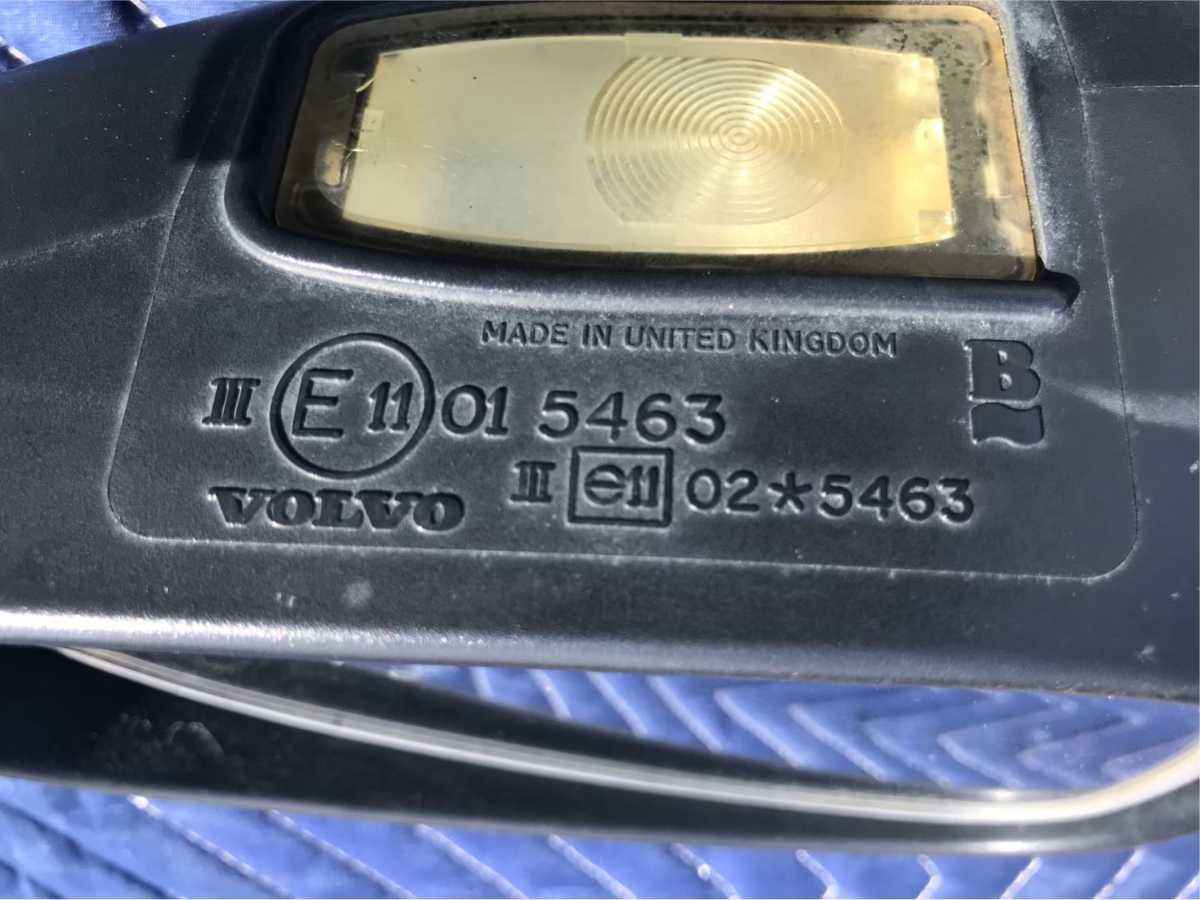 MADE IN UNITED KINGDOM
III E 11 01 5463
B
III e11 02*5463
VOLVO